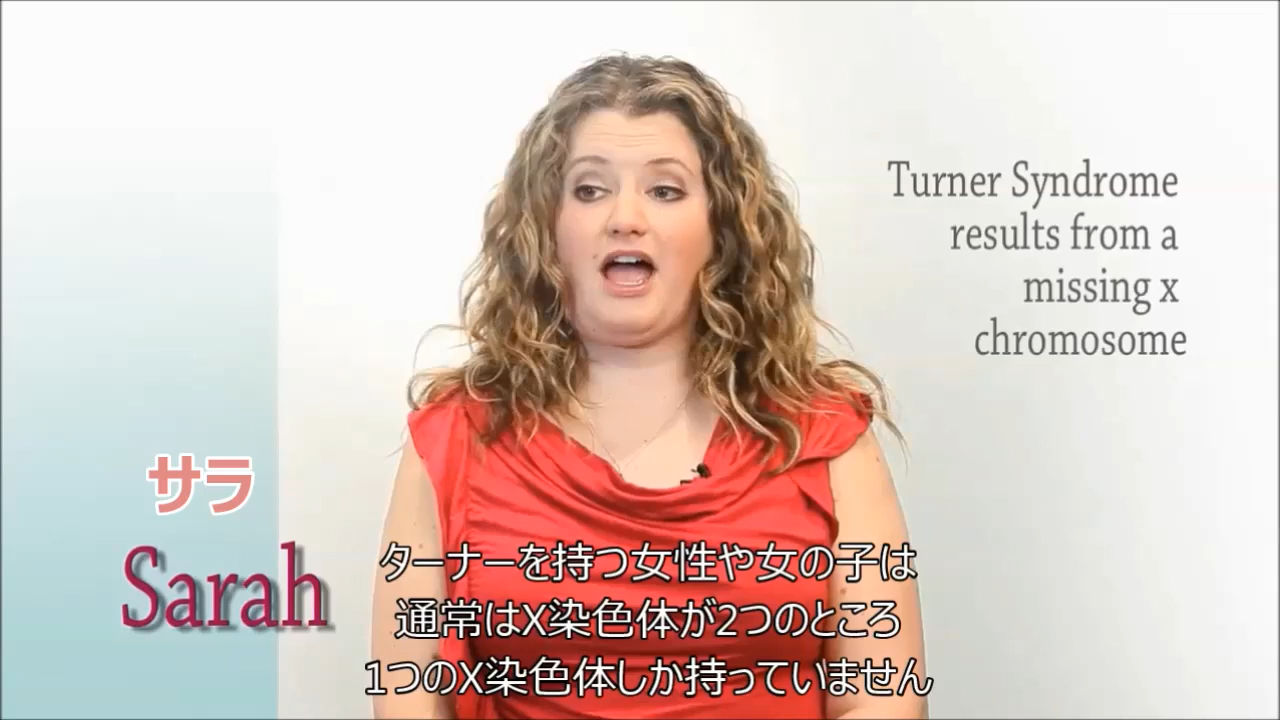 Turner Syndrome
results from a
missing x
chromosome
サラ
Sarah
ターナーを持つ女性や女の子は
通常はX染色体が2つのところ
1つのX染色体しか持っていません